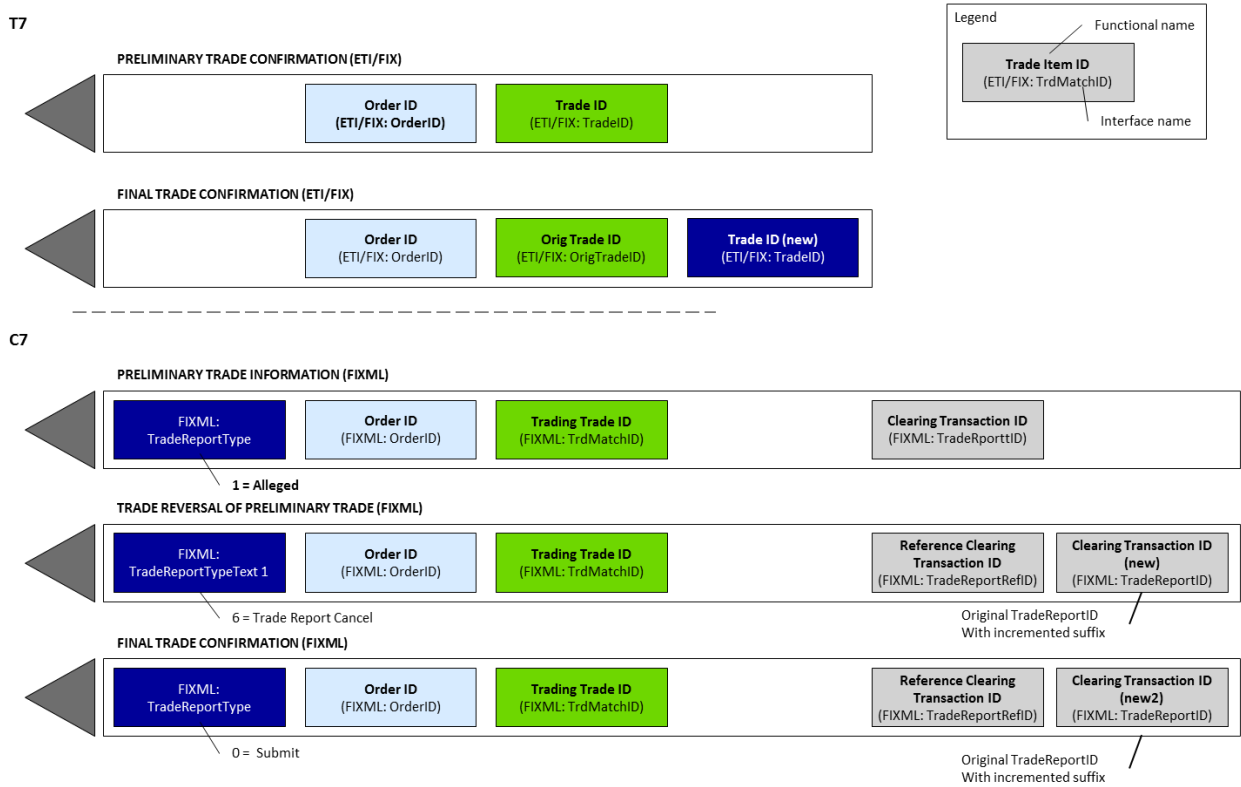 T7
Legend
Functional name
Trade Item ID
(ETI/FIX: TrdMatchID)
Interface name
PRELIMINARY TRADE CONFIRMATION (ETI/FIX)
Order ID
(ETI/FIX: OrderID)
Trade ID
(ETI/FIX: TradeID)
FINAL TRADE CONFIRMATION (ETI/FIX)
Order ID
(ETI/FIX: OrderID)
Orig Trade ID
(ETI/FIX: OrigTradeID)
Trade ID (new)
(ETI/FIX: TradeID)
C7
PRELIMINARY TRADE INFORMATION (FIXML)
FIXML:
TradeReportType
Order ID
(FIXML: OrderID)
Trading Trade ID
(FIXML: TrdMatchID)
Clearing Transaction ID
(FIXML: TradeRporttID)
1 = Alleged
TRADE REVERSAL OF PRELIMINARY TRADE (FIXML)
FIXML:
TradeReportTypeText 1
Order ID
(FIXML: OrderID)
Trading Trade ID
(FIXML: TrdMatchID)
Reference Clearing
Transaction ID
(FIXML: TradeReportRefID)
Clearing Transaction ID
(new)
(FIXML: TradeReportID)
6 = Trade Report Cancel
Original TradeReportID
With incremented suffix
FINAL TRADE CONFIRMATION (FIXML)
FIXML:
TradeReportType
Order ID
(FIXML: OrderID)
Trading Trade ID
(FIXML: TrdMatchID)
Reference Clearing
Transaction ID
(FIXML: TradeReportRefID)
Clearing Transaction ID
(new2)
(FIXML: TradeReportID)
0 = Submit
Original TradeReportID
With incremented suffix